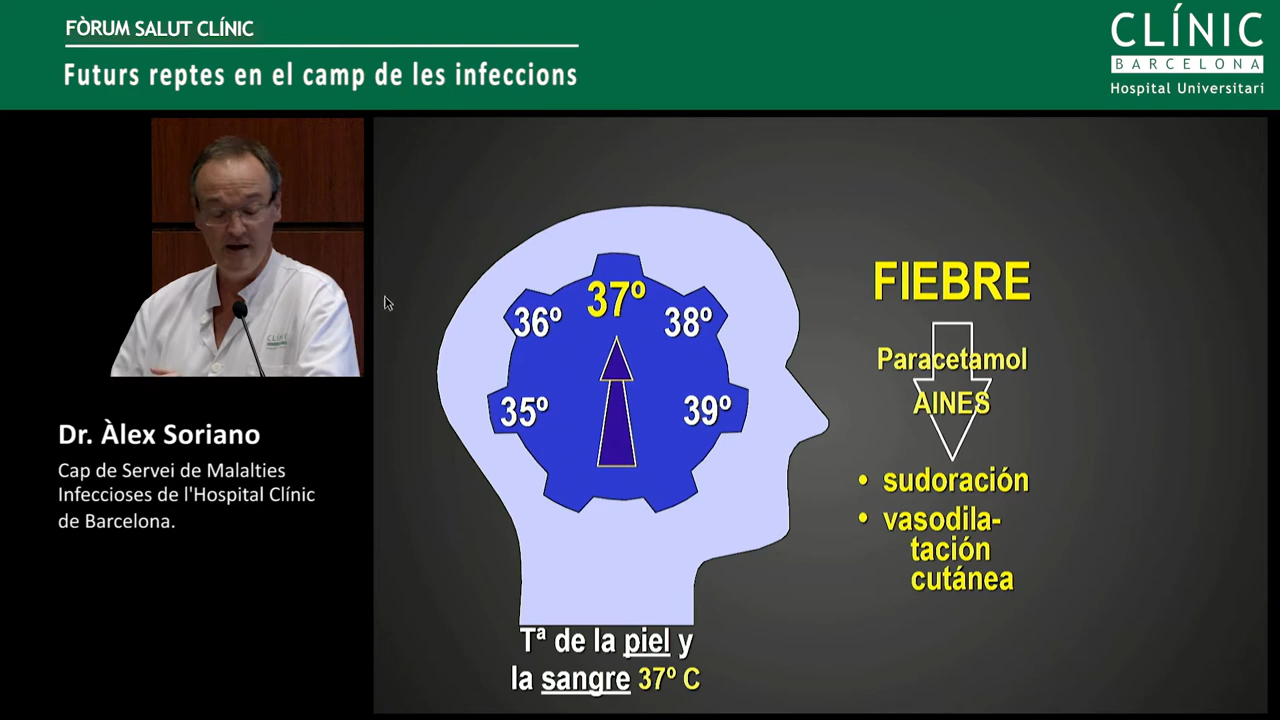 FÒRUM SALUT CLÍNIC
Futurs reptes en el camp de les infeccions
CLÍNIC
BARCELONA
Hospital Universitari
CLÍNIC
Dr. Àlex Soriano
Cap de Servei de Malalties
Infeccioses de l'Hospital Clínic
de Barcelona.
37º
36º
38º
35º
39º
Tª de la piel y
la sangre 37º C
FIEBRE
Paracetamol
AINES
• sudoración
• vasodila-
tación
cutánea